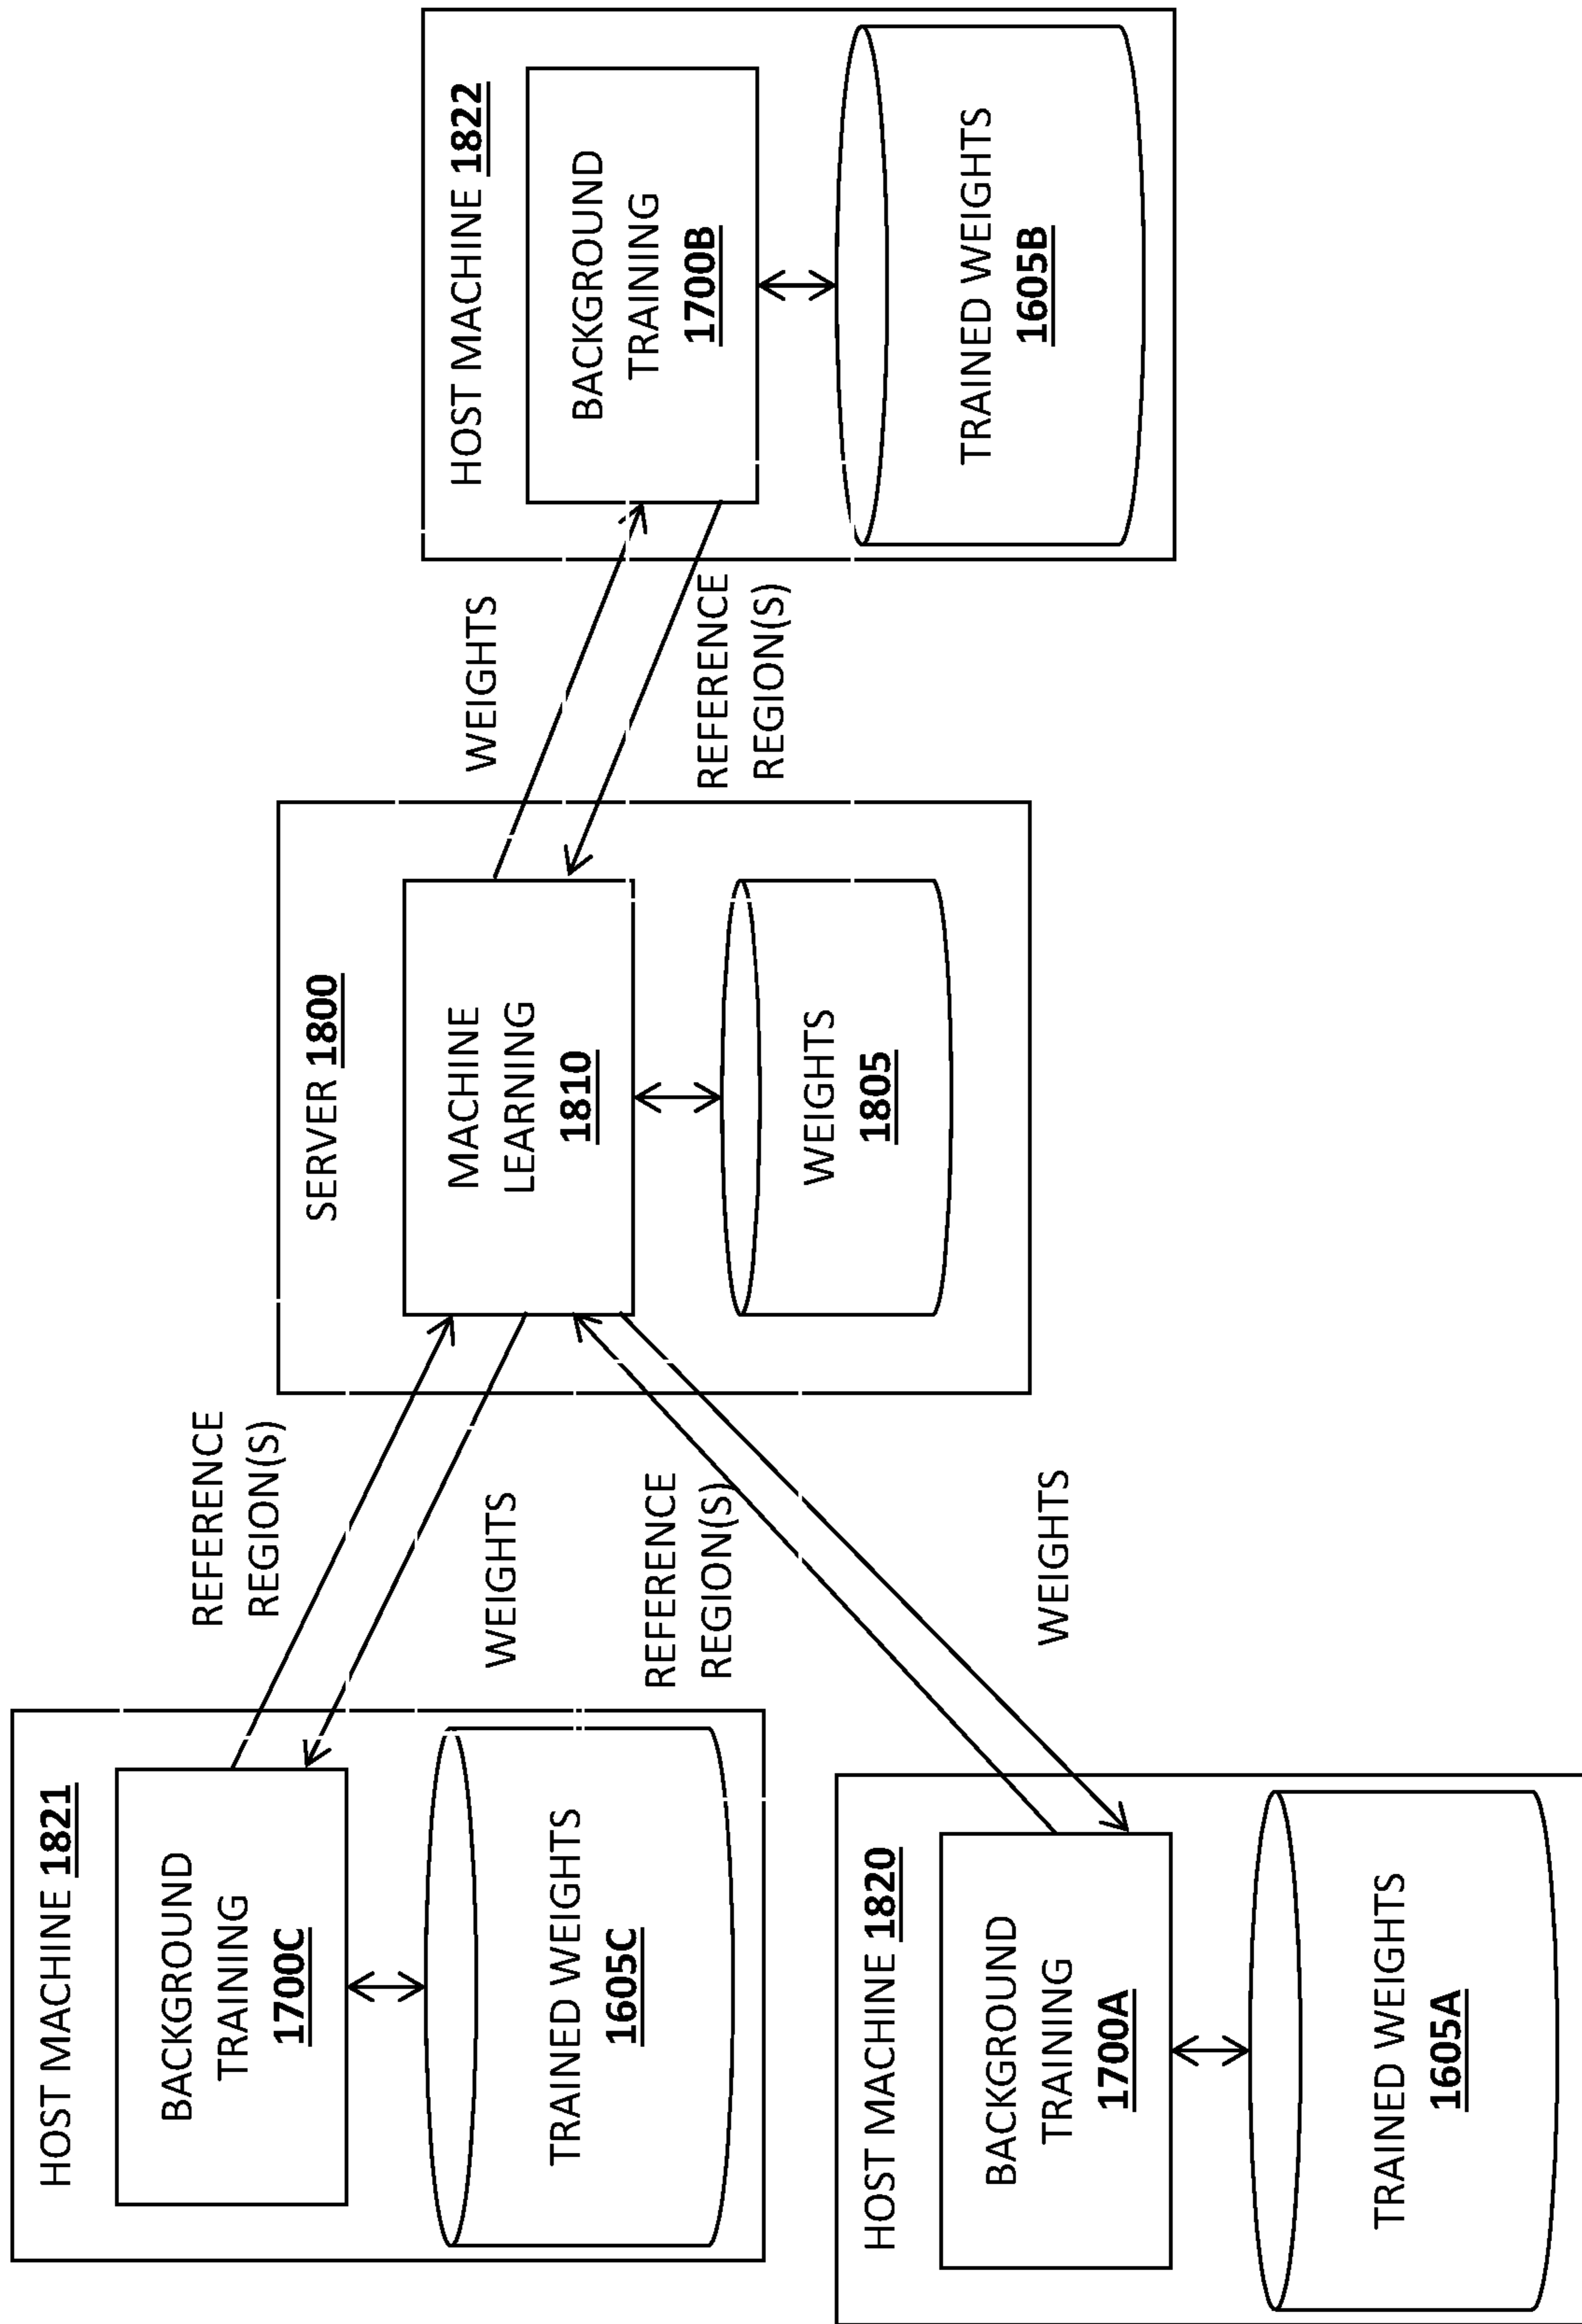 HOST MACHINE 1821
BACKGROUND
TRAINING
1700C
TRAINED WEIGHTS
1605C
REFERENCE
REGION(S)
WEIGHTS
SERVER 1800
MACHINE
LEARNING
1810
WEIGHTS
1805
WEIGHTS
REFERENCE
REGION(S)
HOST MACHINE 1822
BACKGROUND
TRAINING
1700B
TRAINED WEIGHTS
1605B
REFERENCE
REGION(S)
WEIGHTS
HOST MACHINE 1820
BACKGROUND
TRAINING
1700A
TRAINED WEIGHTS
1605A